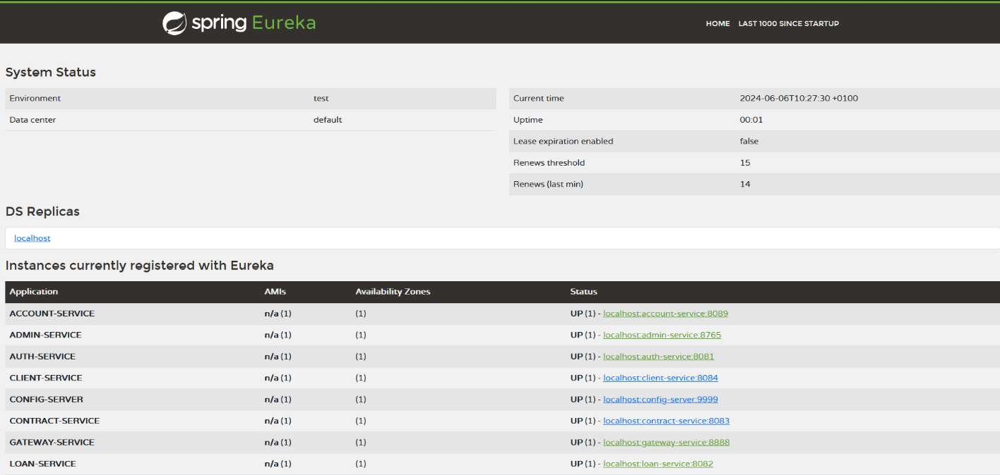 spring Eureka
HOME LAST 1000 SINCE STARTUP
System Status
Environment test
Data center default
Current time 2024-06-06T10:27:30 +0100
Uptime 00:01
Lease expiration enabled false
Renews threshold 15
Renews (last min) 14
DS Replicas
localhost
Instances currently registered with Eureka
Application AMIs Availability Zones Status
ACCOUNT-SERVICE n/a (1) (1) UP (1) - localhost:account-service:8089
ADMIN-SERVICE n/a (1) (1) UP (1) - localhost:admin-service:8765
AUTH-SERVICE n/a (1) (1) UP (1) - localhost:auth-service:8081
CLIENT-SERVICE n/a (1) (1) UP (1) - localhost:client-service:8084
CONFIG-SERVER n/a (1) (1) UP (1) - localhost:config-server:9999
CONTRACT-SERVICE n/a (1) (1) UP (1) - localhost:contract-service:8083
GATEWAY-SERVICE n/a (1) (1) UP (1) - localhost:gateway-service:8888
LOAN-SERVICE n/a (1) (1) UP (1) - localhost:loan-service:8082